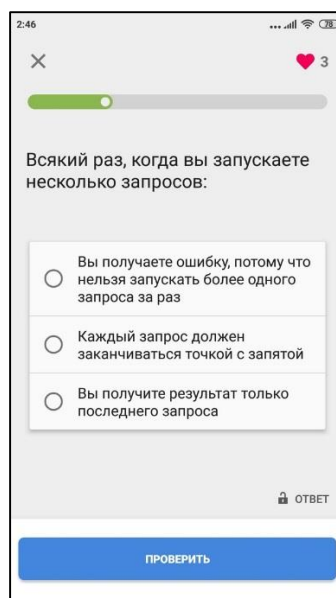 2:46
78
3
Всякий раз, когда вы запускаете
несколько запросов:
Вы получаете ошибку, потому что
нельзя запускать более одного
запроса за раз
Каждый запрос должен
заканчиваться точкой с запятой
Вы получите результат только
последнего запроса
ОТВЕТ
ПРОВЕРИТЬ